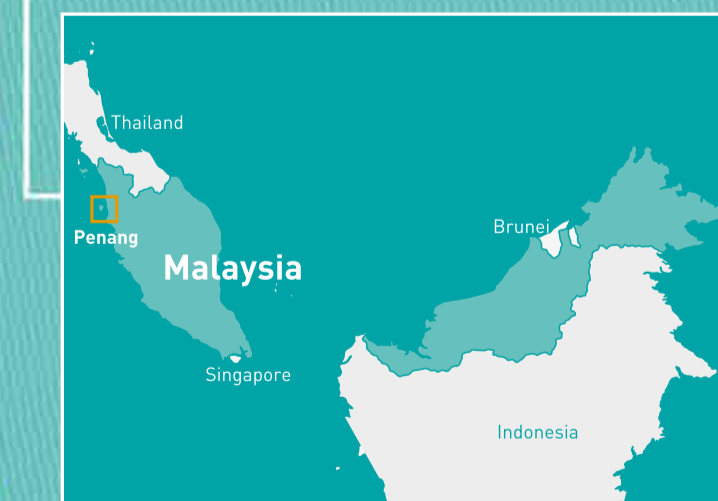 Thailand
Brunei
Penang
Malaysia
Singapore
Indonesia